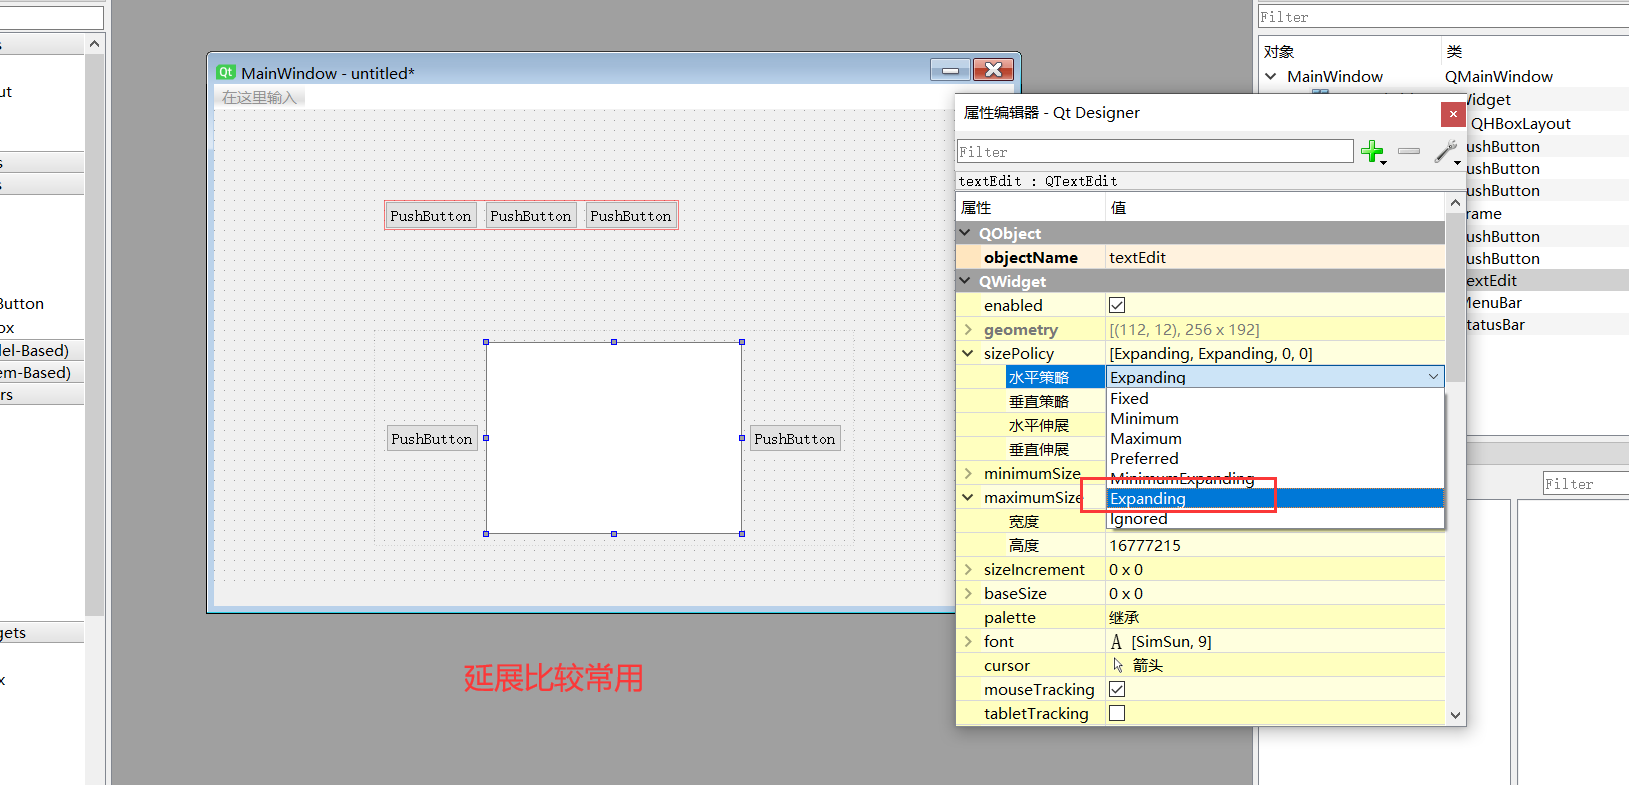 MainWindow - untitled*
在这里输入
PushButton PushButton PushButton
PushButton
PushButton
延展比较常用
属性编辑器 - Qt Designer
Filter
textEdit : QTextEdit
属性 值
QObject
objectName textEdit
QWidget
enabled
geometry [(112, 12), 256 x 192]
sizePolicy [Expanding, Expanding, 0, 0]
水平策略 Expanding
垂直策略
水平伸展
垂直伸展
Fixed
Minimum
Maximum
Preferred
MinimumExpanding
Expanding
Ignored
minimumSize
maximumSize
宽度
高度 16777215
sizeIncrement 0 x 0
baseSize 0 x 0
palette 继承
font A [SimSun, 9]
cursor 箭头
mouseTracking
tabletTracking
Filter
对象 类
MainWindow QMainWindow
Widget
QHBoxLayout
ushButton
ushButton
ushButton
rame
ushButton
ushButton
extEdit
MenuBar
tatusBar
Filter
ut
Button
ox
del-Based)
em-Based)
rs
gets
x